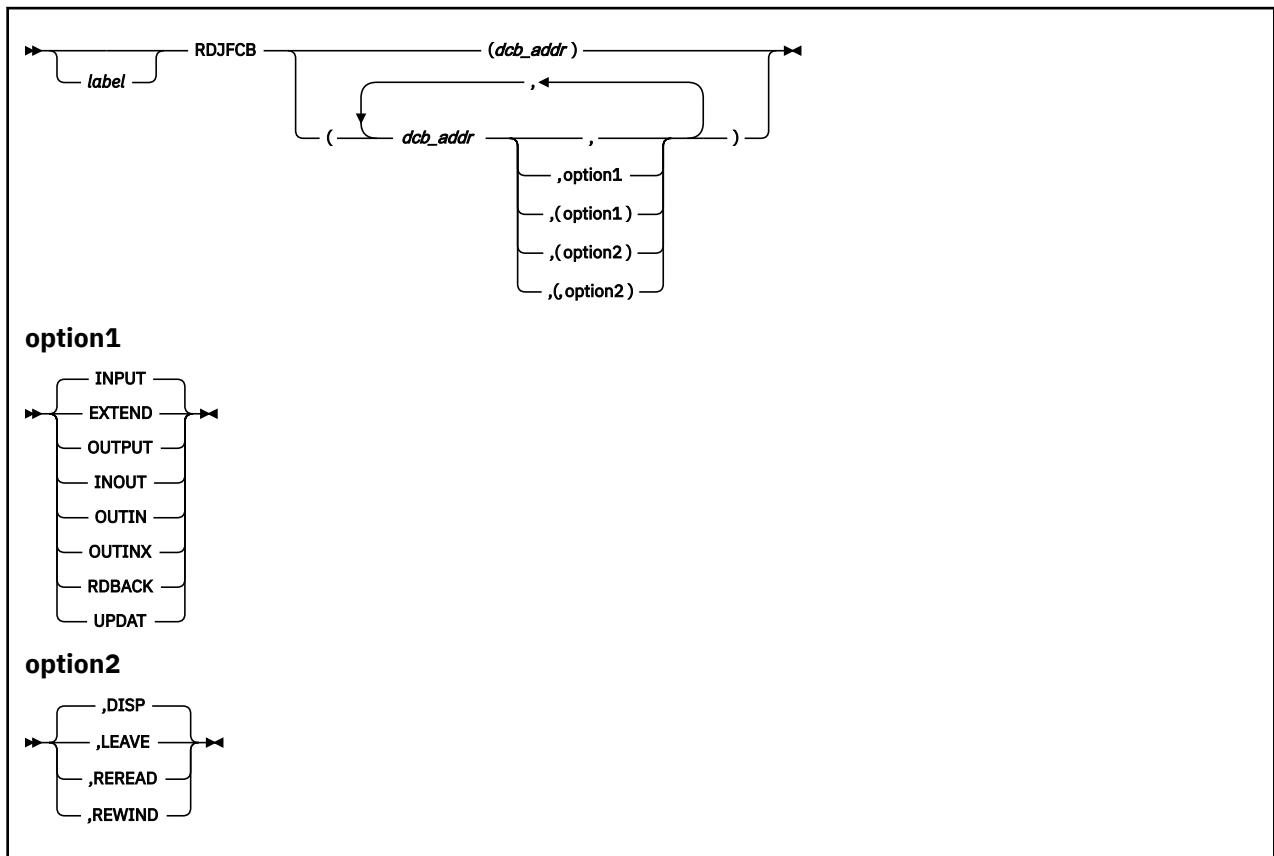 RDJFCB (dcb_addr)
label
,
( dcb_addr , )
,option1
,(option1)
,(option2)
,(,option2)
option1
INPUT
EXTEND
OUTPUT
INOUT
OUTIN
OUTINX
RDBACK
UPDAT
option2
,DISP
,LEAVE
,REREAD
,REWIND